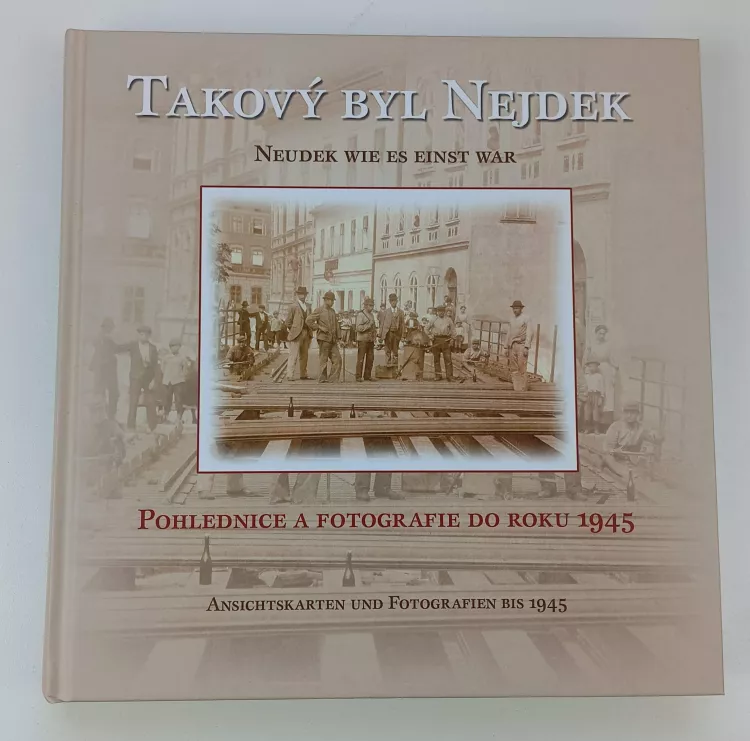 Takový byl Nejdek
Neudek wie es einst war
Pohlednice a fotografie do roku 1945
Ansichtskarten und Fotografien bis 1945